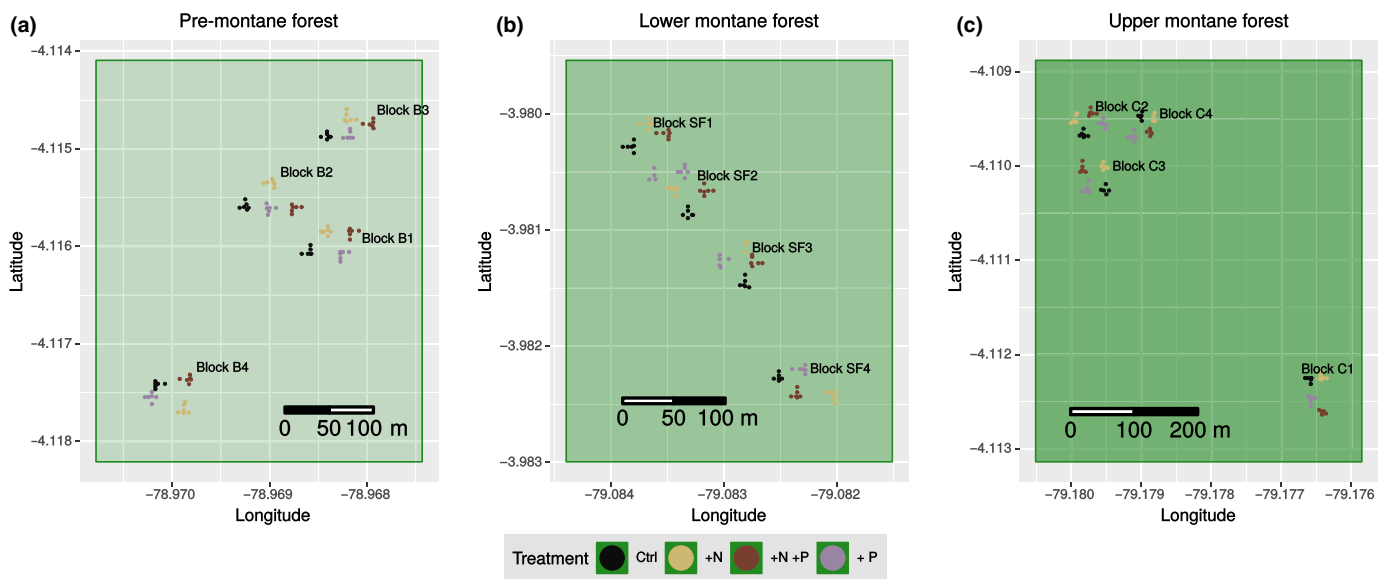 (a) Pre-montane forest
−4.114
−4.115
−4.116
−4.117
−4.118
Latitude
Block B3
Block B2
Block B1
Block B4
0 50 100 m
−78.970 −78.969 −78.968
Longitude
(b) Lower montane forest
−3.980
−3.981
−3.982
−3.983
Latitude
Block SF1
Block SF2
Block SF3
Block SF4
0 50 100 m
−79.084 −79.083 −79.082
Longitude
(c) Upper montane forest
−4.109
−4.110
−4.111
−4.112
−4.113
Latitude
Block C2
Block C4
Block C3
Block C1
0 100 200 m
−79.180 −79.179 −79.178 −79.177 −79.176
Longitude
Treatment Ctrl +N +N +P + P